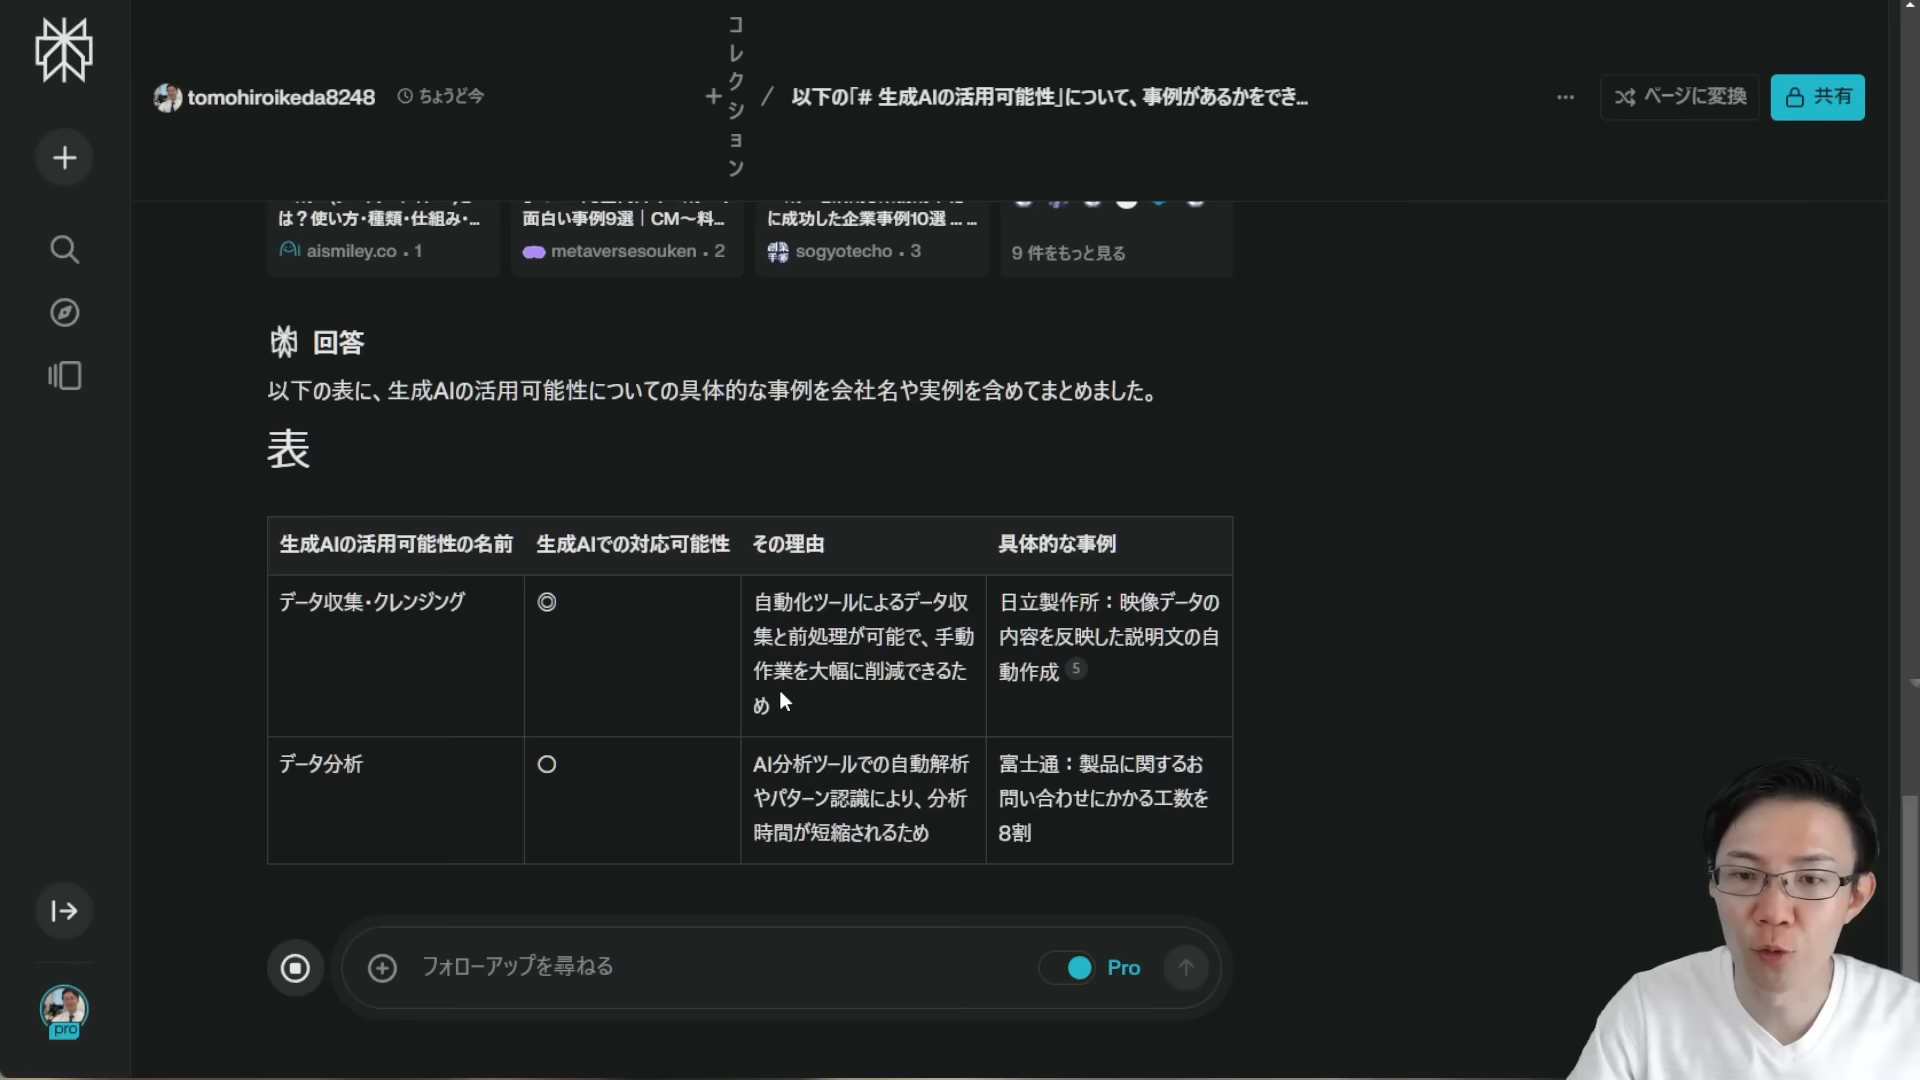 コレクション
tomohiroikeda8248 ちょうど今
/ 以下の「# 生成AIの活用可能性」について、事例があるかをでき...
... ページに変換 共有
は？使い方・種類・仕組み・...
aismiley.co . 1
面白い事例9選｜CM〜料...
metaversesouken . 2
に成功した企業事例10選 ... ...
sogyotecho . 3
9 件をもっと見る
回答
以下の表に、生成AIの活用可能性についての具体的な事例を会社名や実例を含めてまとめました。
表
生成AIの活用可能性の名前 生成AIでの対応可能性 その理由 具体的な事例
データ収集・クレンジング ◎
自動化ツールによるデータ収
集と前処理が可能で、手動
作業を大幅に削減できるた
め
日立製作所：映像データの
内容を反映した説明文の自
動作成 5
データ分析 ○
AI分析ツールでの自動解析
やパターン認識により、分析
時間が短縮されるため
富士通：製品に関するお
問い合わせにかかる工数を
8割
フォローアップを尋ねる Pro
pro